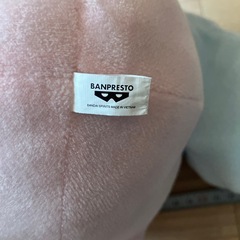 BANPRESTO
BANDAI SPIRITS MADE IN VIETNAM